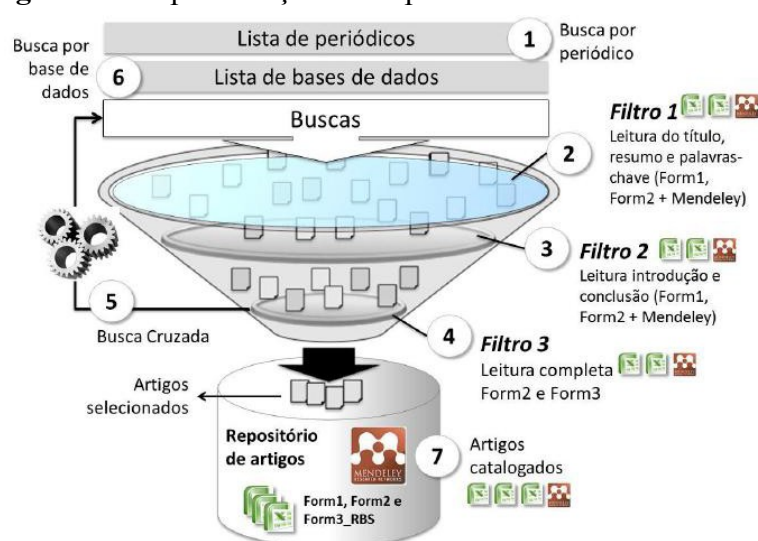 Lista de periódicos
1
Busca por
periódico
Busca por
base de
dados
6
Lista de bases de dados
Buscas
Filtro 1
Leitura do título,
resumo e palavras-
chave (Form1,
Form2 + Mendeley)
2
3
Filtro 2
Leitura introdução e
conclusão (Form1,
Form2 + Mendeley)
5
Busca Cruzada
4
Filtro 3
Leitura completa
Form2 e Form3
Artigos
selecionados
Repositório
de artigos
MENDELEY
7
Artigos
catalogados
Form1, Form2 e
Form3_RBS